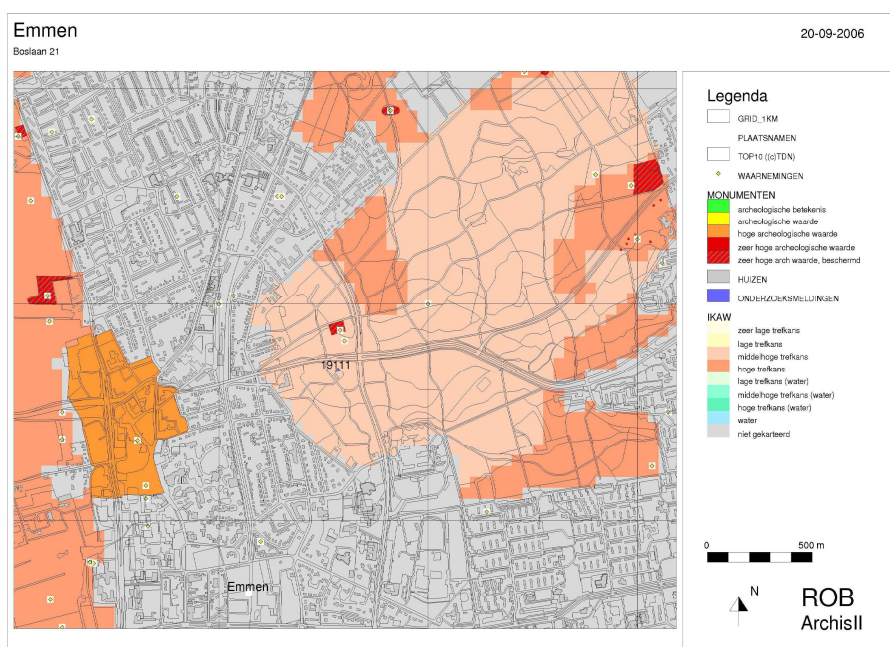 Emmen
20-09-2006
Boslaan 21
Legenda
GRID_1KM
PLAATSNAMEN
TOP10 ((c)TDN)
WAARNEMINGEN
MONUMENTEN
archeologische betekenis
archeologische waarde
hoge archeologische waarde
zeer hoge archeologische waarde
zeer hoge arch waarde, beschermd
HUIZEN
ONDERZOEKSMELDINGEN
IKAW
zeer lage trefkans
lage trefkans
middelhoge trefkans
hoge trefkans
lage trefkans (water)
middelhoge trefkans (water)
hoge trefkans (water)
water
niet gekarteerd
19111
Emmen
0 500 m
N
ROB
ArchisII